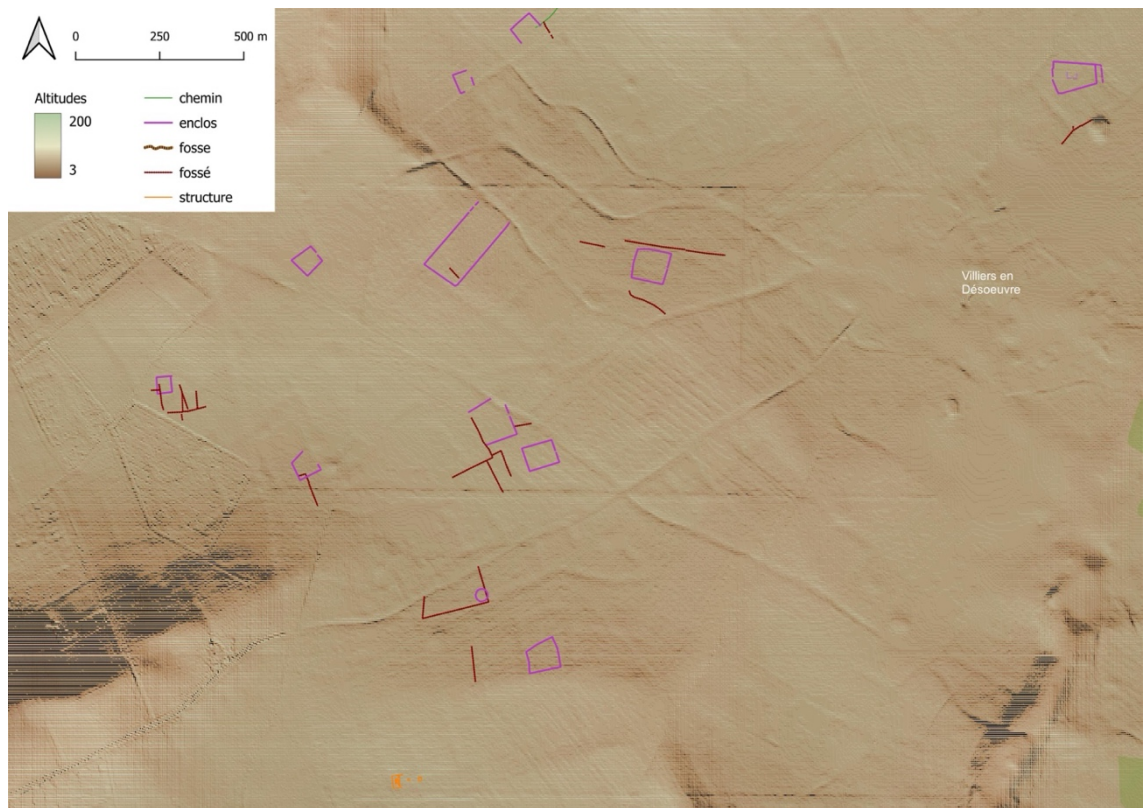 0 250 500 m
Altitudes
200
3
chemin
enclos
fosse
fossé
structure
Villiers en
Désoeuvre